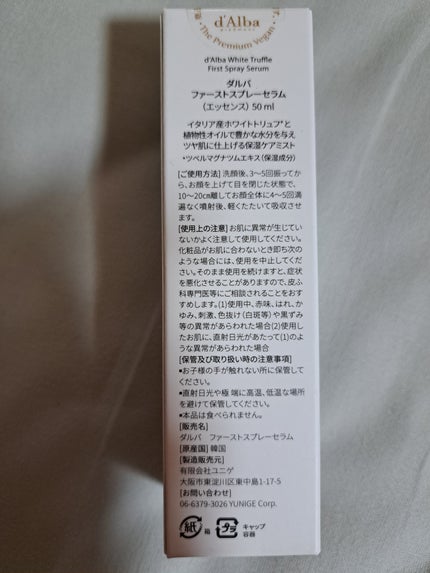 d'Alba
piedmont
The Premium Vegan
d'Alba White Truffle
First Spray Serum
ダルバ
ファーストスプレーセラム
(エッセンス) 50 ml
イタリア産ホワイトトリュフ*と
植物性オイルで豊かな水分を与え
ツヤ肌に仕上げる保湿ケアミスト
*ツベルマグナツムエキス(保湿成分)
[ご使用方法] 洗顔後、3~5回振ってか
ら、お顔を上げて目を閉じた状態で、
10~20cm離してお顔全体に4~5回満
遍なく噴射後、軽くたたいて吸収させ
ます。
[使用上の注意] お肌に異常が生じてい
ないかよく注意して使用してください。
化粧品がお肌に合わないとき即ち次の
ような場合には、使用を中止してくださ
い。そのまま使用を続けますと、症状
を悪化させることがありますので、皮ふ
科専門医等にご相談されることをおす
すめします。(1)使用中、赤味、はれ、か
ゆみ、刺激、色抜け(白斑等)や黒ずみ
等の異常があらわれた場合(2)使用し
たお肌に、直射日光があたって(1)のよ
うな異常があらわれた場合
[保管及び取り扱い時の注意事項]
■お子様の手が触れない所に保管して
ください。
■直射日光や極 端に高温、低温な場所
を避けて保管してください。
■本品は食べられません。
[販売名]
ダルバ ファーストスプレーセラム
[原産国] 韓国
[製造販売元]
有限会社ユニゲ
大阪市東淀川区東中島1-17-5
[お問い合わせ]
06-6379-3026 YUNIGE Corp.
紙 箱 プラ キャップ
容器